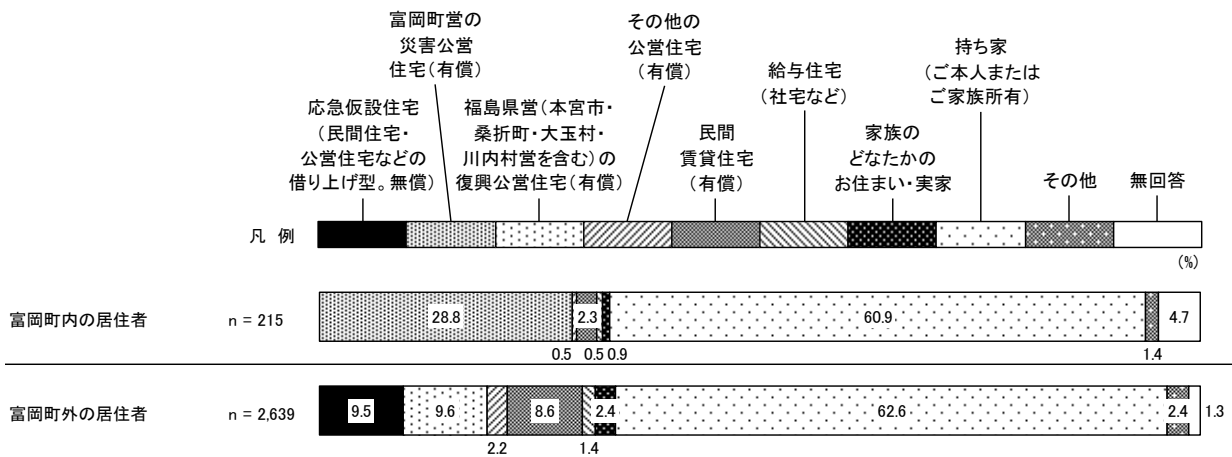 富岡町営の
災害公営
住宅(有償)
その他の
公営住宅
(有償)
持ち家
(ご本人または
ご家族所有)
給与住宅
(社宅など)
応急仮設住宅
(民間住宅・
公営住宅などの
借り上げ型。無償)
福島県営(本宮市・
桑折町・大玉村・
川内村営を含む)の
復興公営住宅(有償)
民間
賃貸住宅
(有償)
家族の
どなたかの
お住まい・実家
その他
無回答
凡 例
(%)
富岡町内の居住者 n = 215
28.8 2.3 60.9 4.7
0.5 0.5 0.9 1.4
富岡町外の居住者 n = 2,639
9.5 9.6 8.6 2.4 62.6 2.4 1.3
2.2 1.4